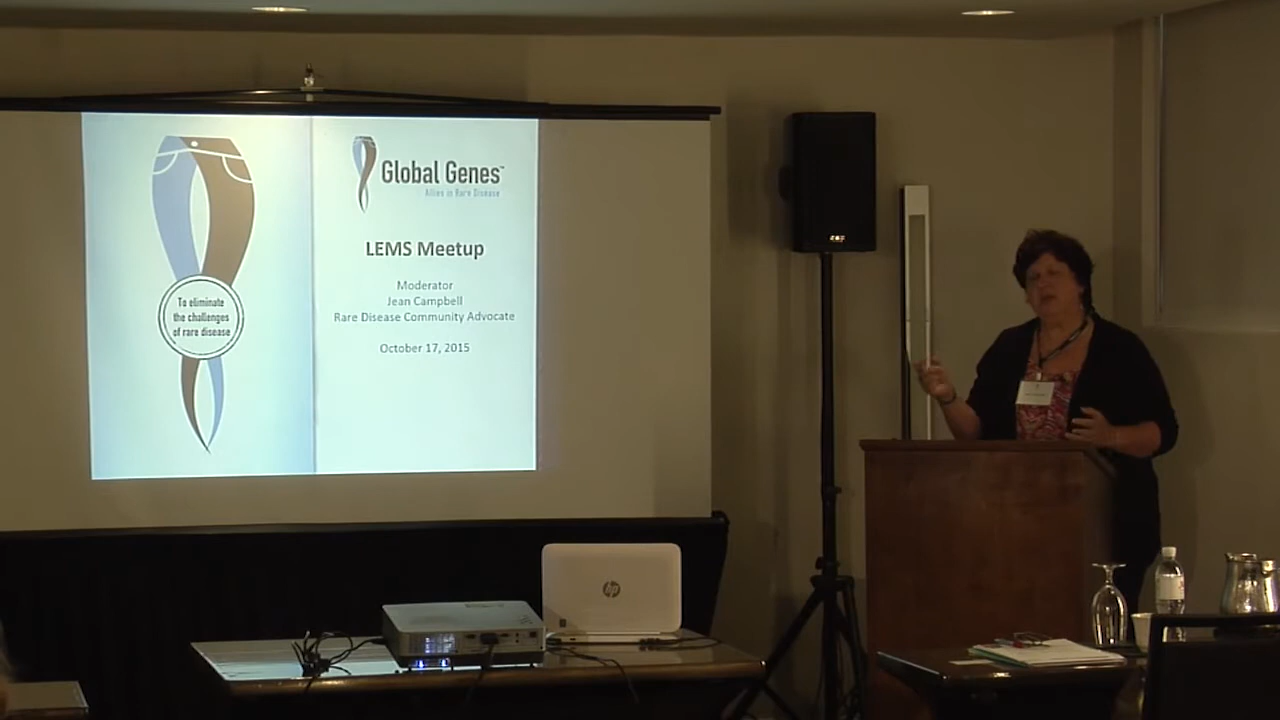 To eliminate
the challenges
of rare disease
Global Genes™
Allies in Rare Disease
LEMS Meetup
Moderator
Jean Campbell
Rare Disease Community Advocate
October 17, 2015
hp